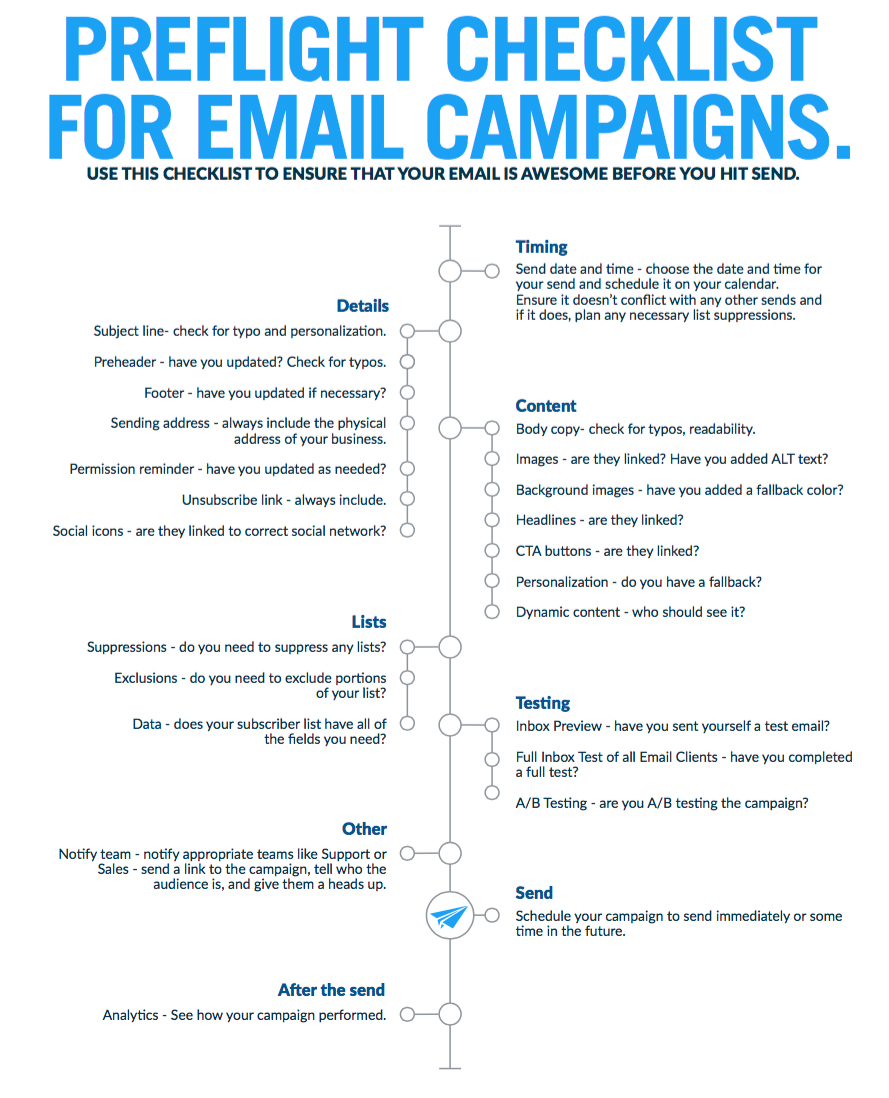 PREFLIGHT CHECKLIST
FOR EMAIL CAMPAIGNS.
USE THIS CHECKLIST TO ENSURE THAT YOUR EMAIL IS AWESOME BEFORE YOU HIT SEND.
Timing
Send date and time - choose the date and time for
your send and schedule it on your calendar.
Ensure it doesn't conflict with any other sends and
if it does, plan any necessary list suppressions.
Details
Subject line- check for typo and personalization.
Preheader - have you updated? Check for typos.
Footer - have you updated if necessary?
Sending address - always include the physical
address of your business.
Permission reminder - have you updated as needed?
Unsubscribe link - always include.
Social icons - are they linked to correct social network?
Content
Body copy- check for typos, readability.
Images - are they linked? Have you added ALT text?
Background images - have you added a fallback color?
Headlines - are they linked?
CTA buttons - are they linked?
Personalization - do you have a fallback?
Dynamic content - who should see it?
Lists
Suppressions - do you need to suppress any lists?
Exclusions - do you need to exclude portions
of your list?
Data - does your subscriber list have all of
the fields you need?
Testing
Inbox Preview - have you sent yourself a test email?
Full Inbox Test of all Email Clients - have you completed
a full test?
A/B Testing - are you A/B testing the campaign?
Other
Notify team - notify appropriate teams like Support or
Sales - send a link to the campaign, tell who the
audience is, and give them a heads up.
Send
Schedule your campaign to send immediately or some
time in the future.
After the send
Analytics - See how your campaign performed.